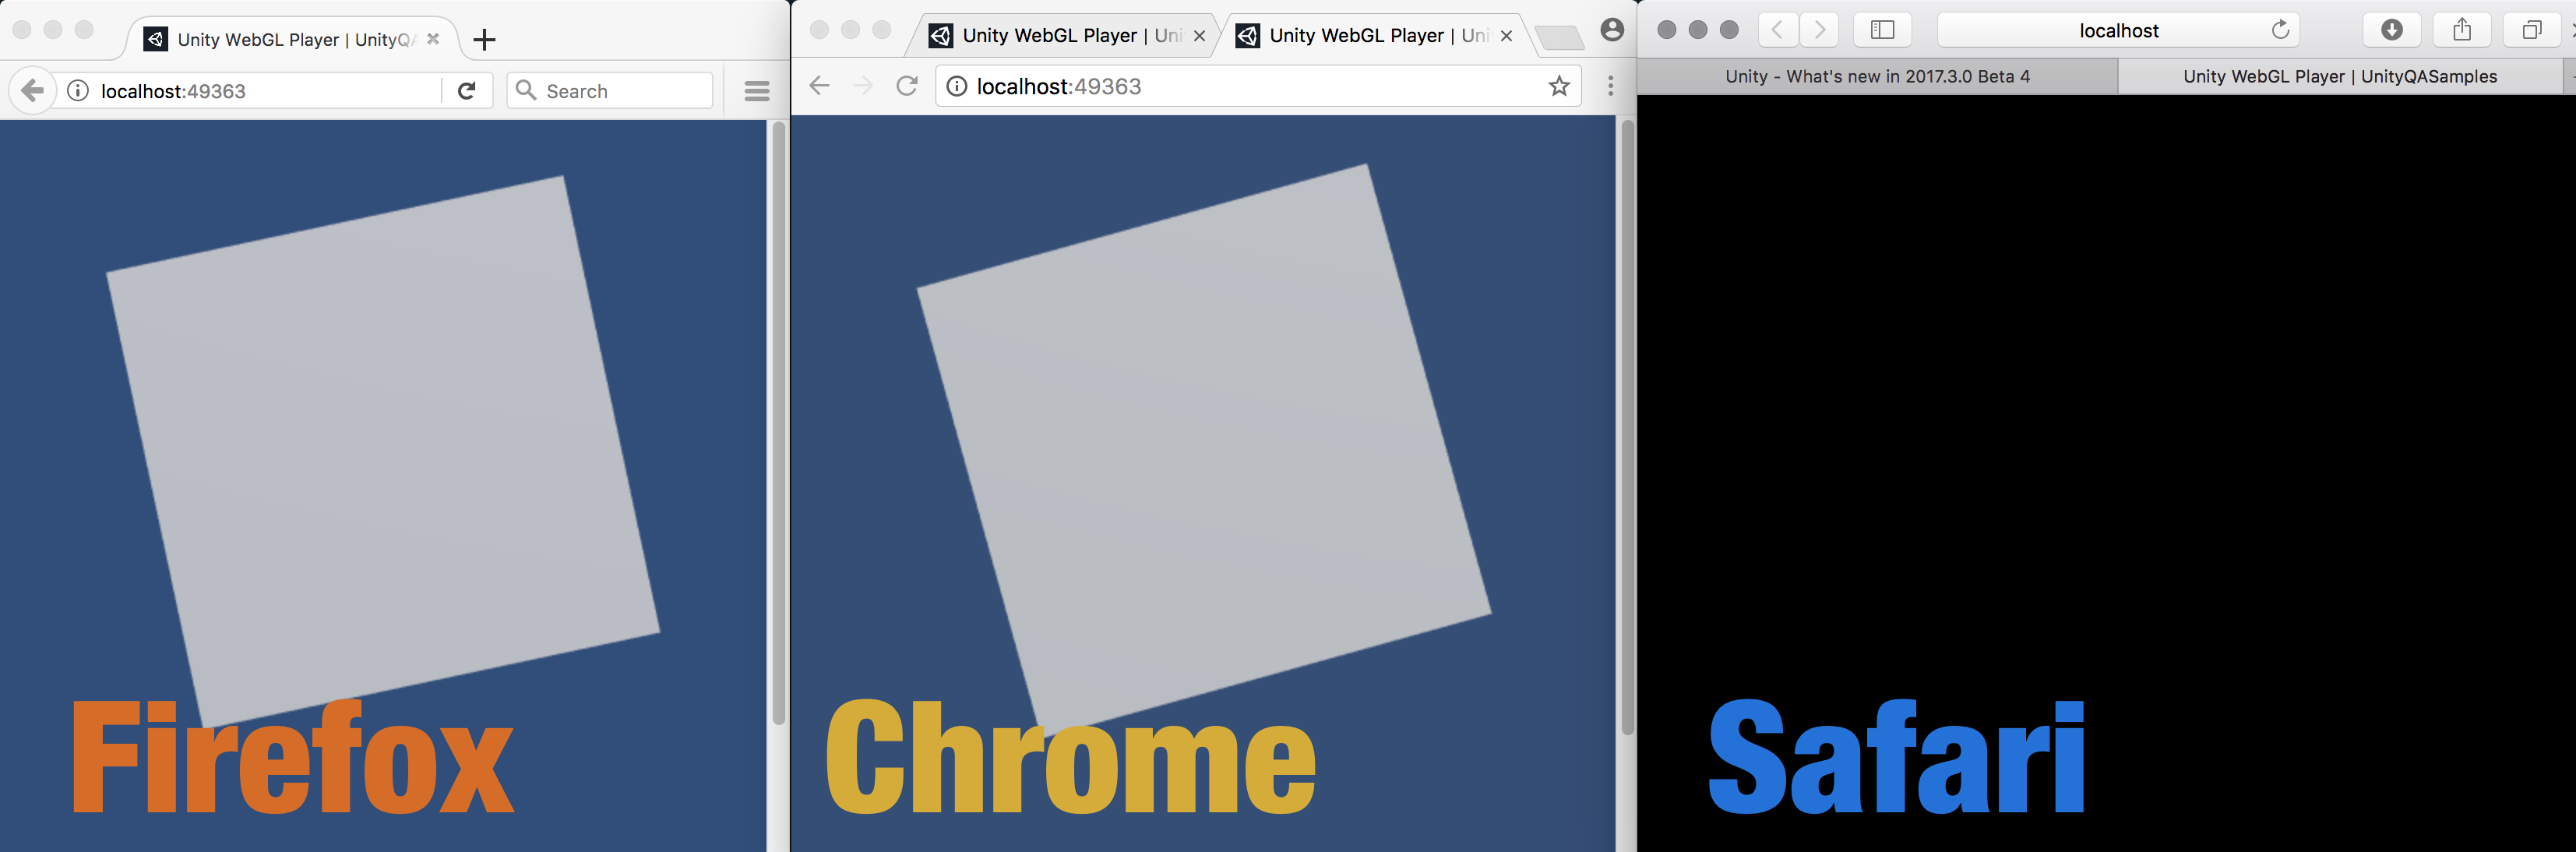 Unity WebGL Player | UnityQA
localhost:49363
Search
Firefox
Unity WebGL Player | Uni
Unity WebGL Player | Uni
localhost:49363
Chrome
localhost
Unity - What's new in 2017.3.0 Beta 4
Unity WebGL Player | UnityQASamples
Safari